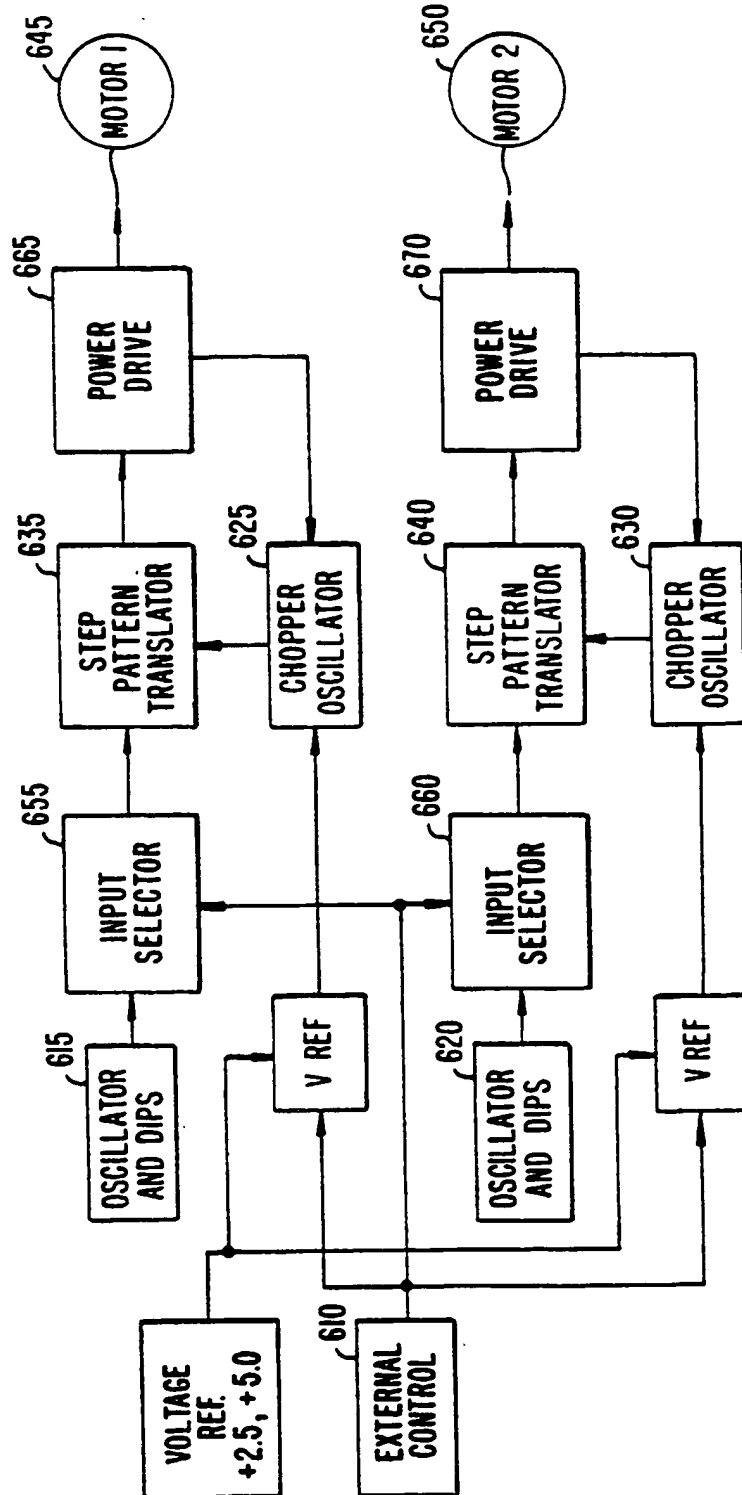 645
MOTOR 1
650
MOTOR 2
665
POWER
DRIVE
670
POWER
DRIVE
635
STEP
PATTERN
TRANSLATOR
625
CHOPPER
OSCILLATOR
640
STEP
PATTERN
TRANSLATOR
630
CHOPPER
OSCILLATOR
655
INPUT
SELECTOR
660
INPUT
SELECTOR
615
OSCILLATOR
AND DIPS
V REF
620
OSCILLATOR
AND DIPS
V REF
VOLTAGE
REF.
+2.5, +5.0
610
EXTERNAL
CONTROL